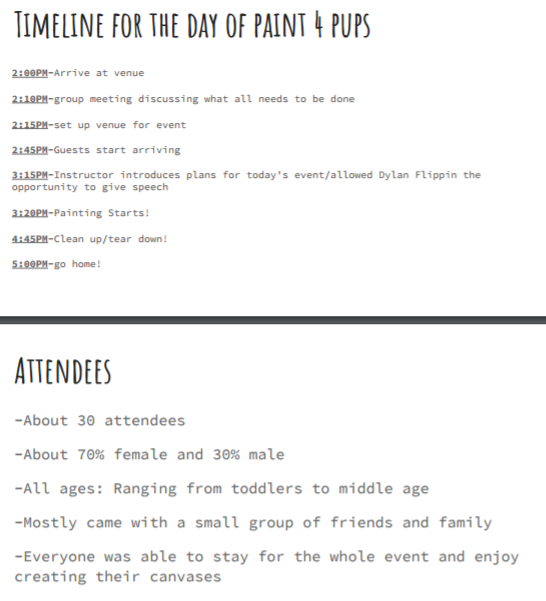 Timeline for the day of Paint 4 Pups
2:00PM-Arrive at venue
2:10PM-group meeting discussing what all needs to be done
2:15PM-set up venue for event
2:45PM-Guests start arriving
3:15PM-Instructor introduces plans for today's event/allowed Dylan Flippin the
opportunity to give speech
3:20PM-Painting Starts!
4:45PM-Clean up/tear down!
5:00PM-go home!
Attendees
-About 30 attendees
-About 70% female and 30% male
-All ages: Ranging from toddlers to middle age
-Mostly came with a small group of friends and family
-Everyone was able to stay for the whole event and enjoy
creating their canvases